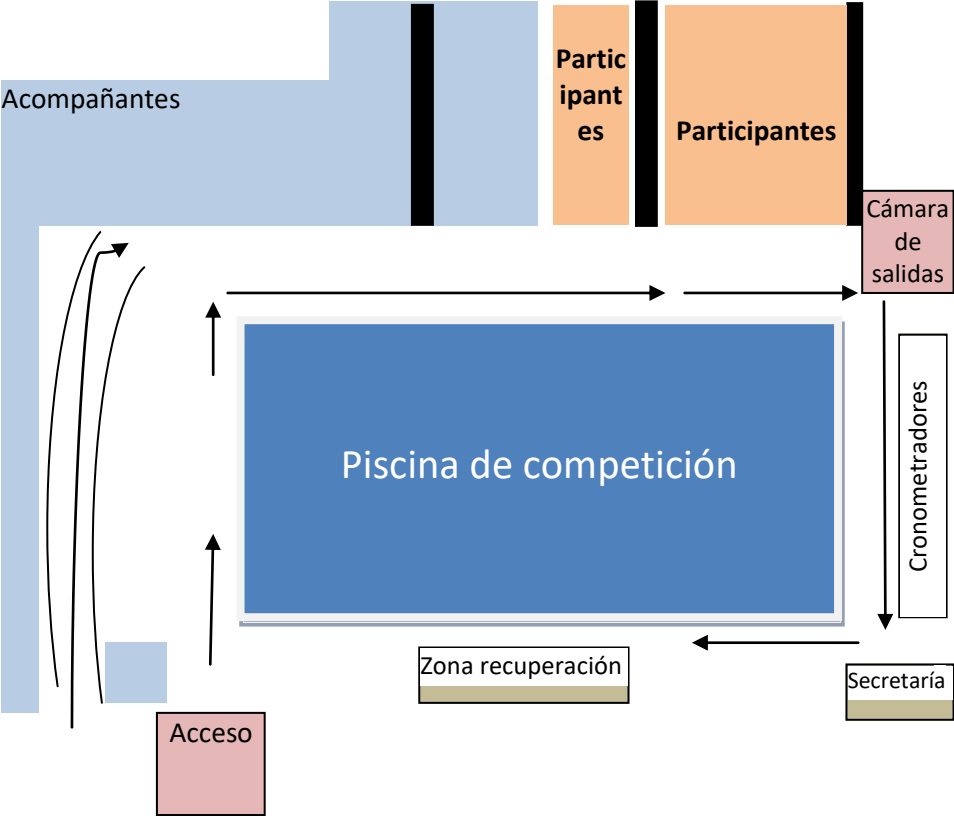 Acompañantes
Partic
ipant
es
Participantes
Cámara
de
salidas
Piscina de competición
Cronometradores
Zona recuperación
Secretaría
Acceso